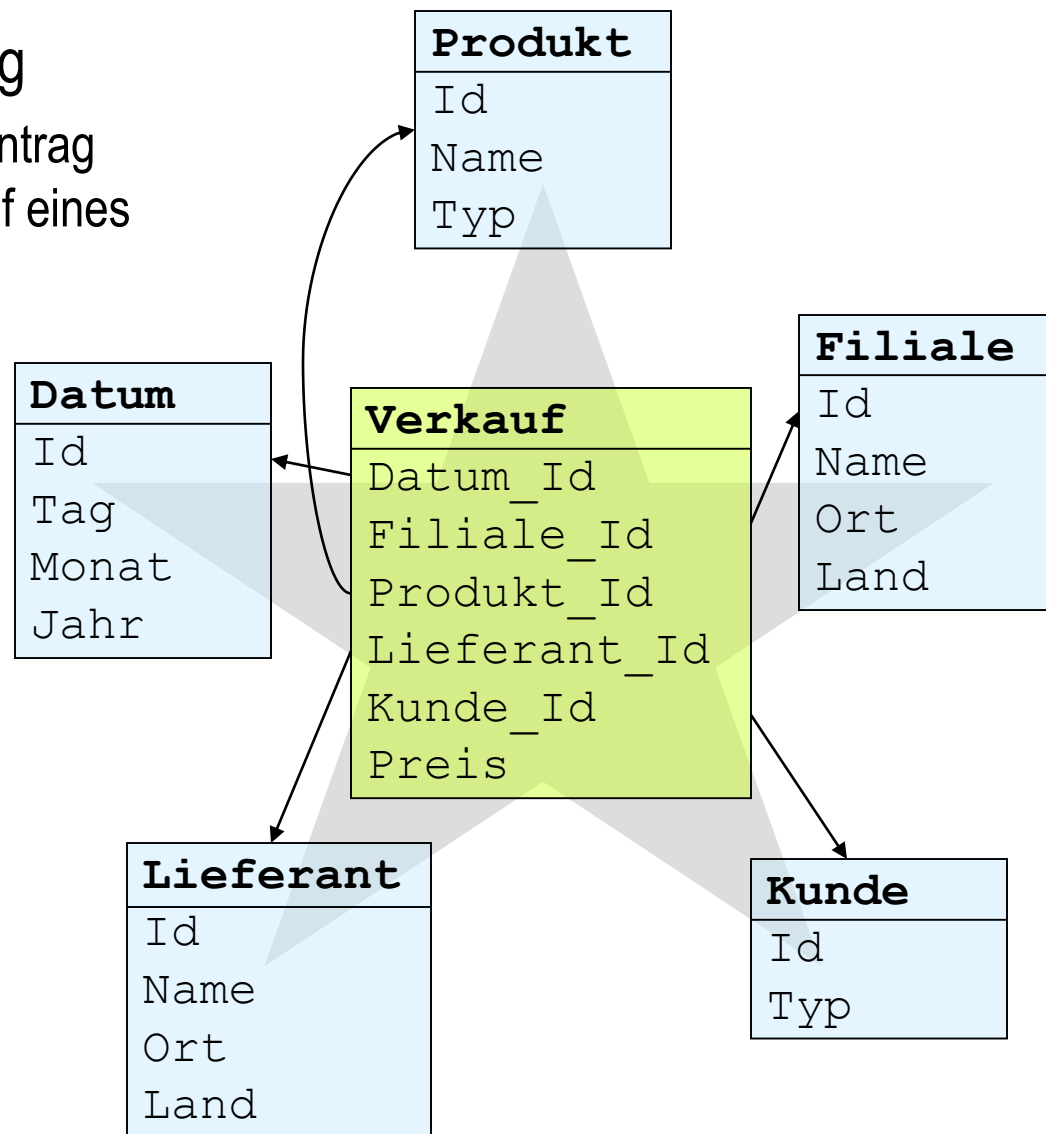 Produkt
Id
Name
Typ
eines
Filiale
Id
Name
Ort
Land
Datum
Id
Tag
Monat
Jahr
Verkauf
Datum_Id
Filiale_Id
Produkt_Id
Lieferant_Id
Kunde_Id
Preis
Lieferant
Id
Name
Ort
Land
Kunde
Id
Typ